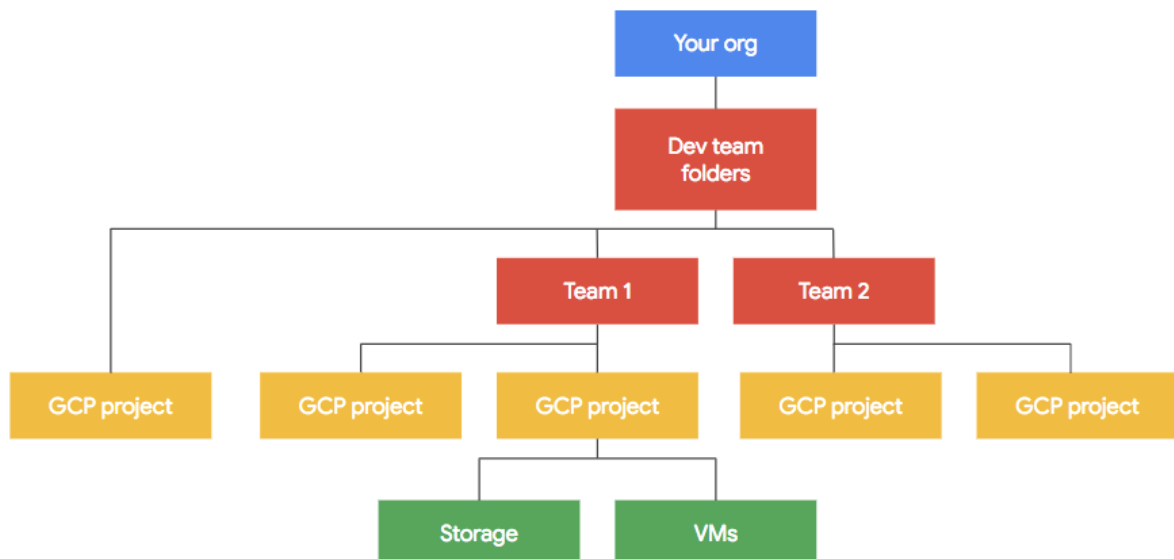 Your org
Dev team
folders
Team 1
Team 2
GCP project
GCP project
GCP project
GCP project
GCP project
Storage
VMs